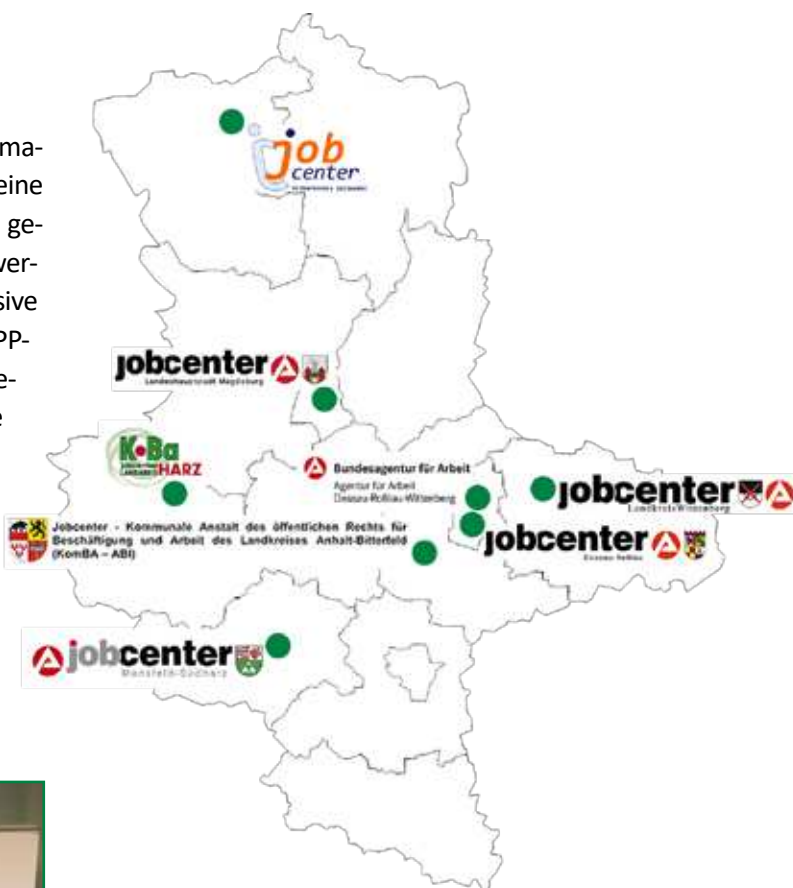 ma-
eine
ge-
ver-
sive
PP-
e-
e
job
center
jobcenter
Landeshauptstadt Magdeburg
KoBa
HARZ
Bundesagentur für Arbeit
Agentur für Arbeit
Dessau-Roßlau-Wittenberg
jobcenter
Landkreis Wittenberg
Jobcenter - Kommunale Anstalt des öffentlichen Rechts für
Beschäftigung und Arbeit des Landkreises Anhalt-Bitterfeld
(KomBA – ABI)
jobcenter
Dessau-Roßlau
jobcenter
Mansfeld-Südharz